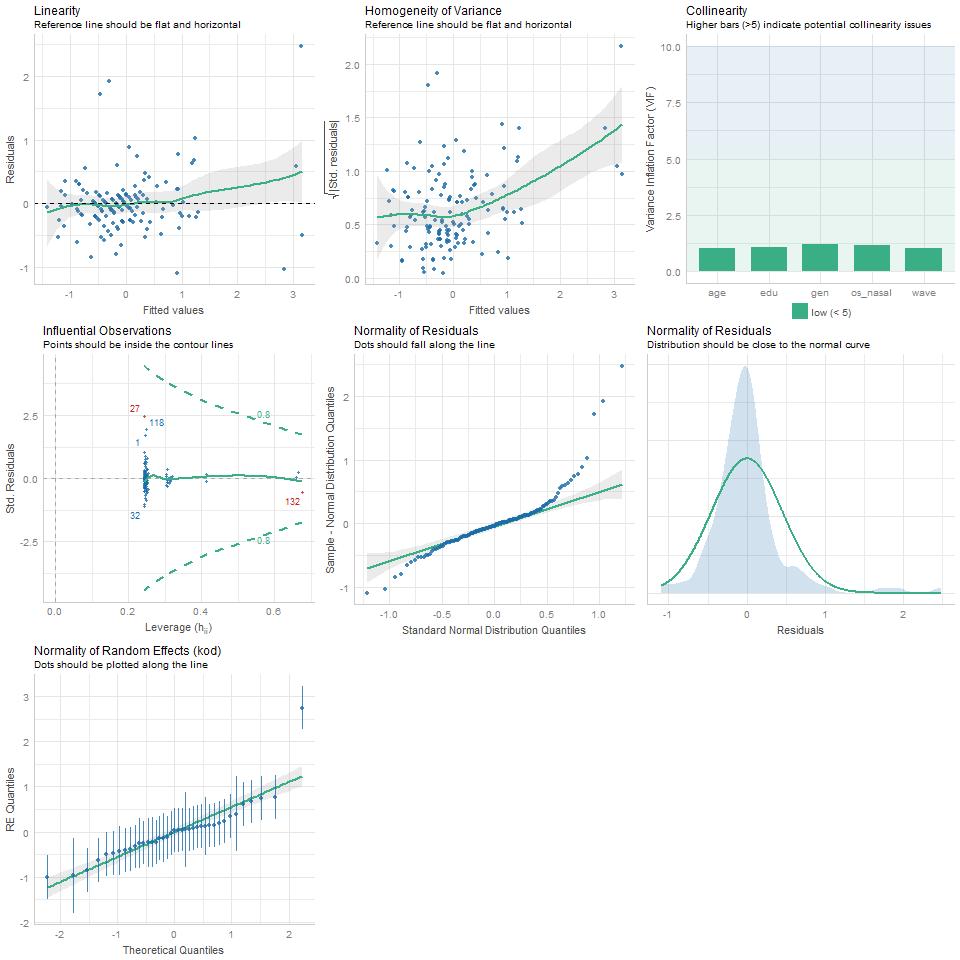 Linearity
Reference line should be flat and horizontal
2
1
0
-1
Residuals
-1
0
1
2
3
Fitted values
Homogeneity of Variance
Reference line should be flat and horizontal
2.0
1.5
1.0
0.5
0.0
√|Std. residuals|
-1
0
1
2
3
Fitted values
Collinearity
Higher bars (>5) indicate potential collinearity issues
10.0
7.5
5.0
2.5
0.0
Variance Inflation Factor (VIF)
age
edu
gen
os_nasal
wave
low (< 5)
Influential Observations
Points should be inside the contour lines
2.5
0.0
-2.5
Std. Residuals
27
118
1
32
132
0.8
0.8
0.0
0.2
0.4
0.6
Leverage (hii)
Normality of Residuals
Dots should fall along the line
2
1
0
-1
Sample - Normal Distribution Quantiles
-1.0
-0.5
0.0
0.5
1.0
Standard Normal Distribution Quantiles
Normality of Residuals
Distribution should be close to the normal curve
-1
0
1
2
Residuals
Normality of Random Effects (kod)
Dots should be plotted along the line
3
2
1
0
-1
-2
RE Quantiles
-2
-1
0
1
2
Theoretical Quantiles